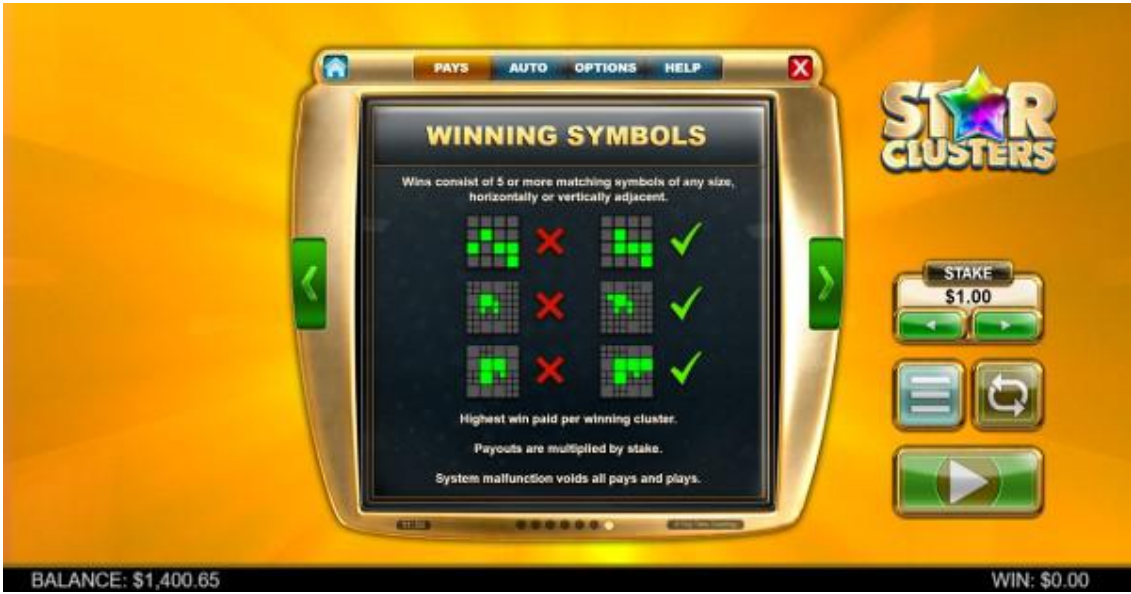 PAYS AUTO OPTIONS HELP
WINNING SYMBOLS
Wins consist of 5 or more matching symbols of any size,
horizontally or vertically adjacent.
Highest win paid per winning cluster.
Payouts are multiplied by stake.
System malfunction voids all pays and plays.
STAR
CLUSTERS
STAKE
$1.00
BALANCE: $1,400.65
WIN: $0.00